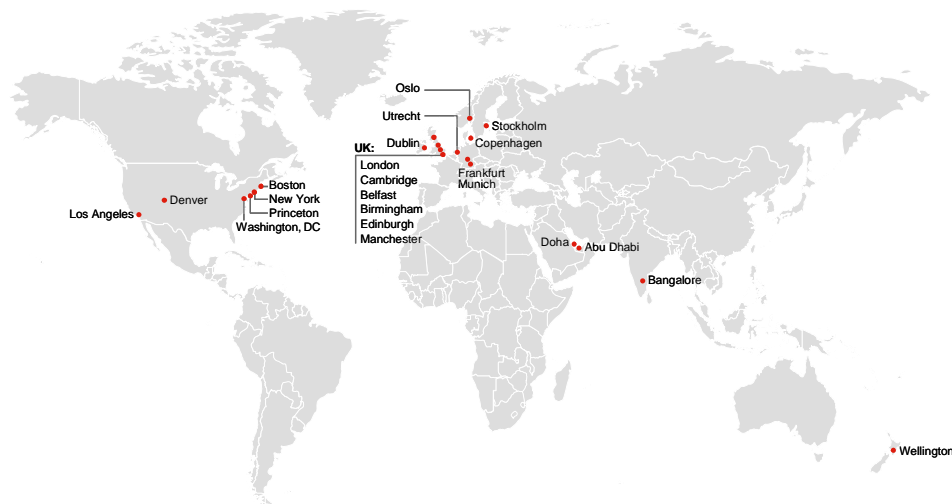 Oslo
Utrecht
Stockholm
Dublin
Copenhagen
UK:
London
Cambridge
Belfast
Birmingham
Edinburgh
Manchester
Frankfurt
Munich
Boston
New York
Princeton
Washington, DC
Denver
Los Angeles
Doha
Abu Dhabi
Bangalore
Wellington